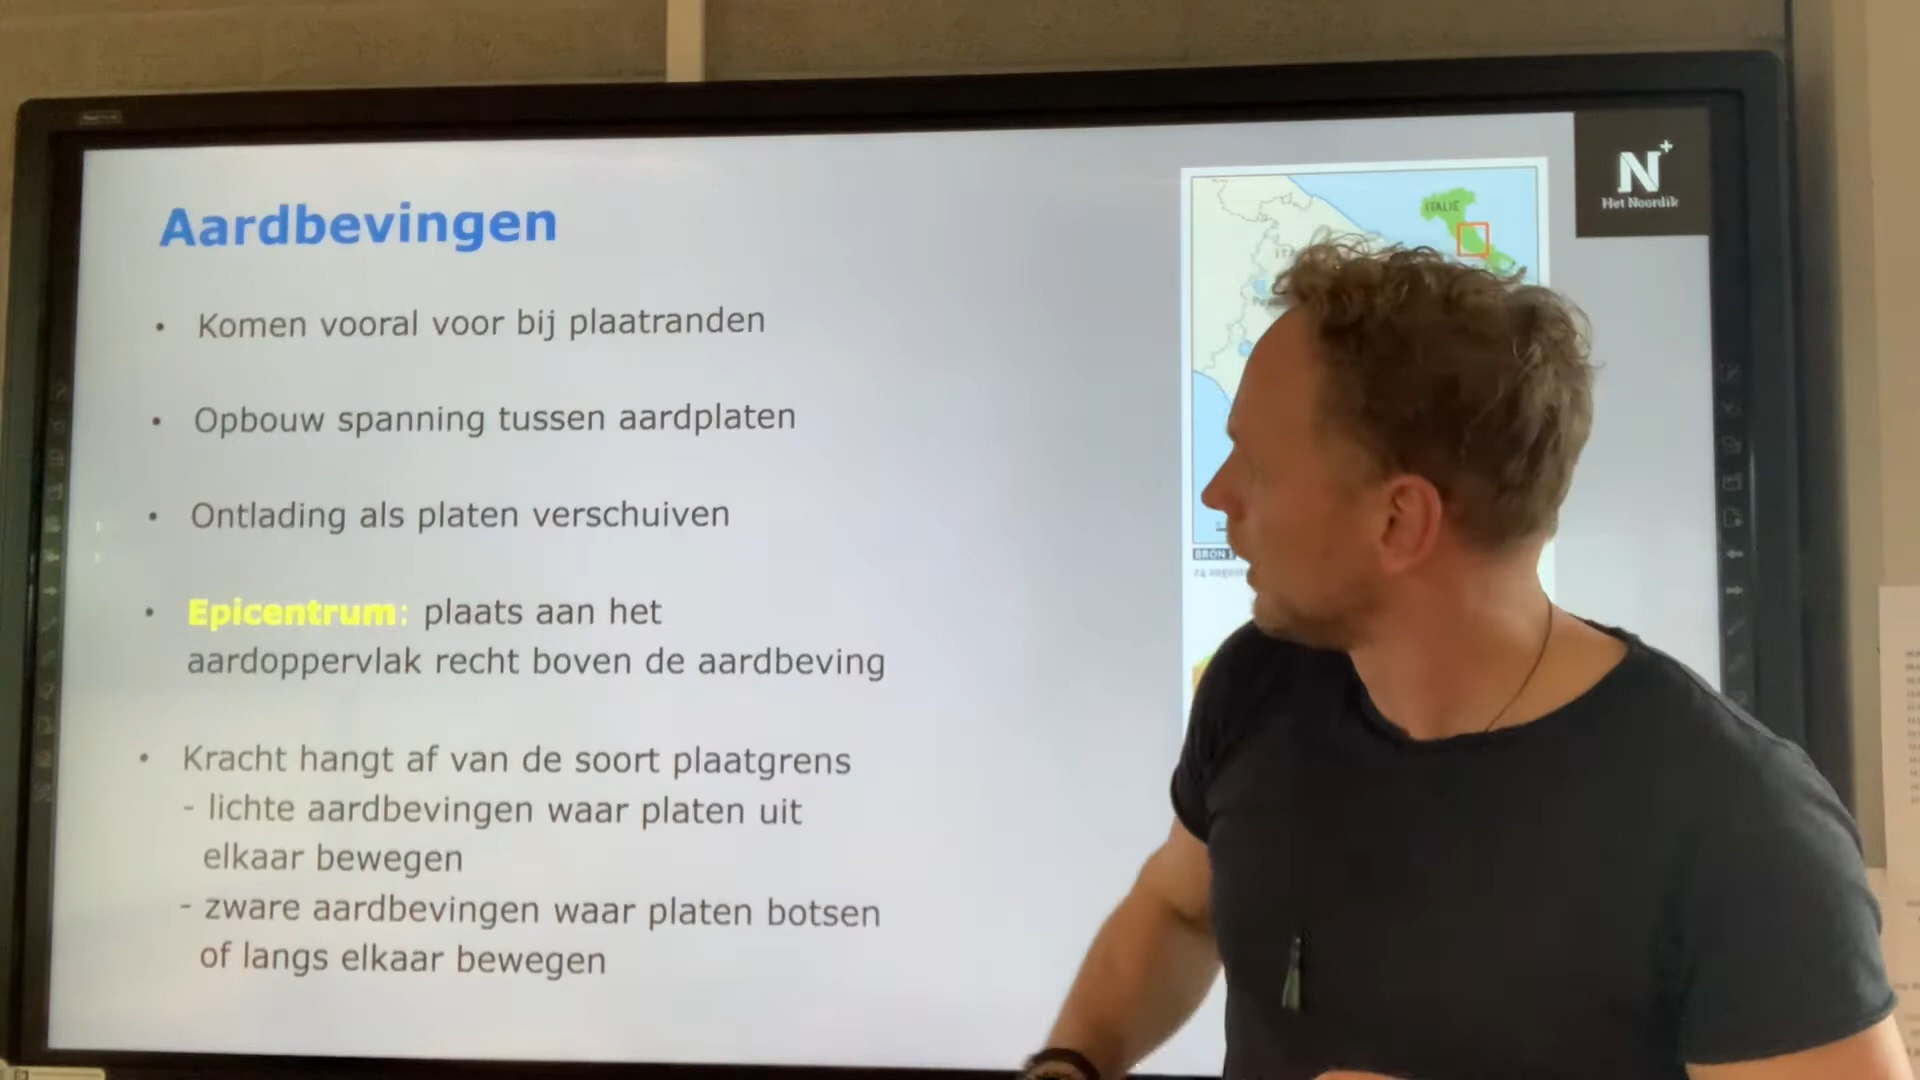 Aardbevingen
• Komen vooral voor bij plaatranden
• Opbouw spanning tussen aardplaten
• Ontlading als platen verschuiven
• Epicentrum: plaats aan het
aardoppervlak recht boven de aardbeving
• Kracht hangt af van de soort plaatgrens
- lichte aardbevingen waar platen uit
elkaar bewegen
- zware aardbevingen waar platen botsen
of langs elkaar bewegen
ITALIË
BRON
N+
Het Noordik